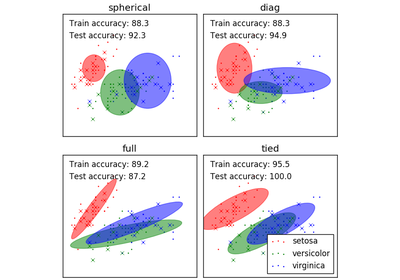 spherical
Train accuracy: 88.3
Test accuracy: 92.3
diag
Train accuracy: 88.3
Test accuracy: 94.9
full
Train accuracy: 89.2
Test accuracy: 87.2
tied
Train accuracy: 95.5
Test accuracy: 100.0
setosa
versicolor
virginica